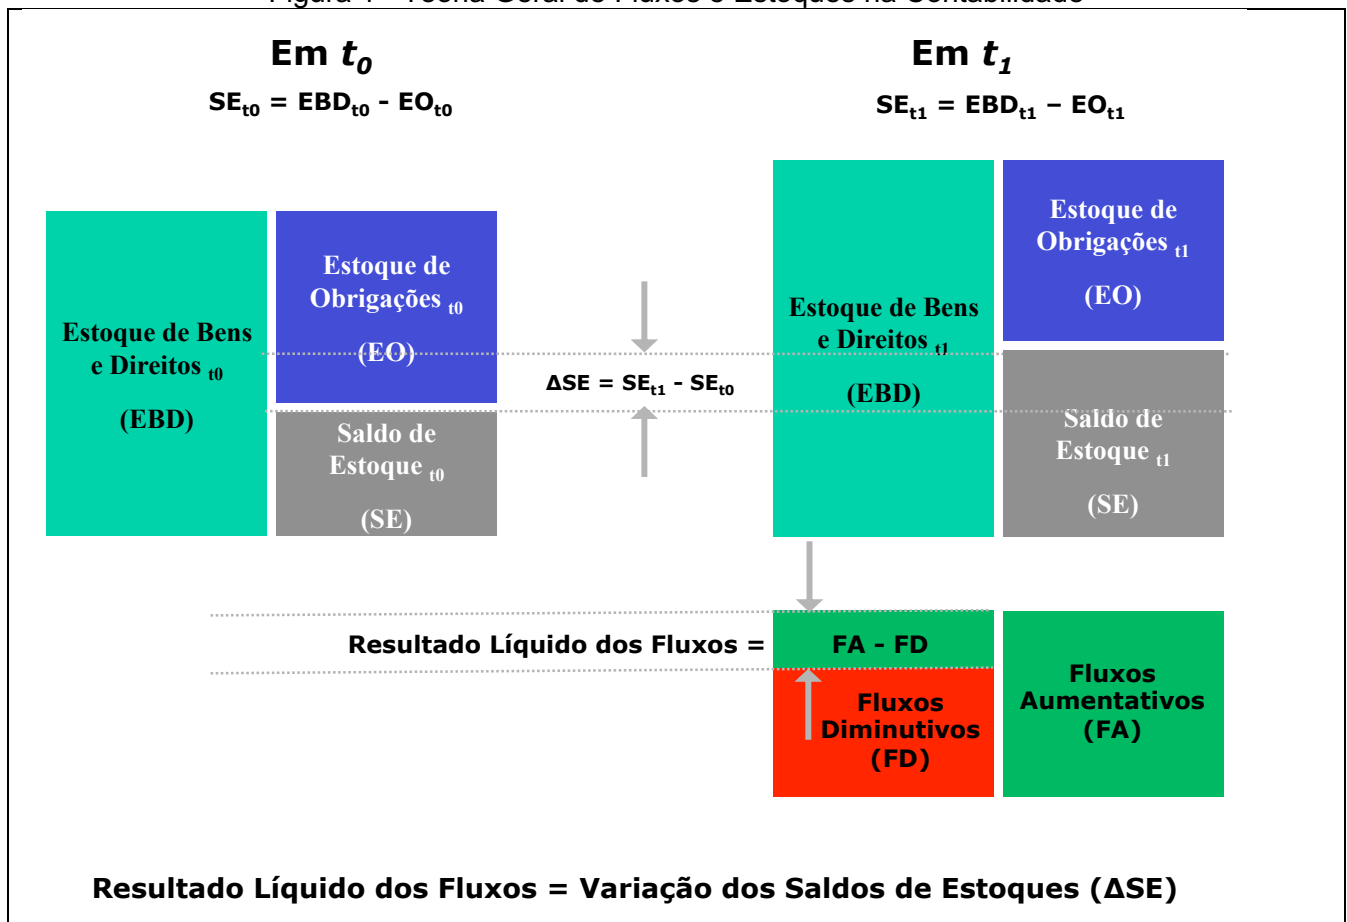 Em t0
SEt0 = EBDt0 - EOt0
Em t1
SEt1 = EBDt1 – EOt1
Estoque de Bens
e Direitos t0
(EBD)
Estoque de
Obrigações t0
(EO)
Saldo de
Estoque t0
(SE)
ΔSE = SEt1 - SEt0
Estoque de Bens
e Direitos t1
(EBD)
Estoque de
Obrigações t1
(EO)
Saldo de
Estoque t1
(SE)
Resultado Líquido dos Fluxos =
FA - FD
Fluxos
Diminutivos
(FD)
Fluxos
Aumentativos
(FA)
Resultado Líquido dos Fluxos = Variação dos Saldos de Estoques (ΔSE)